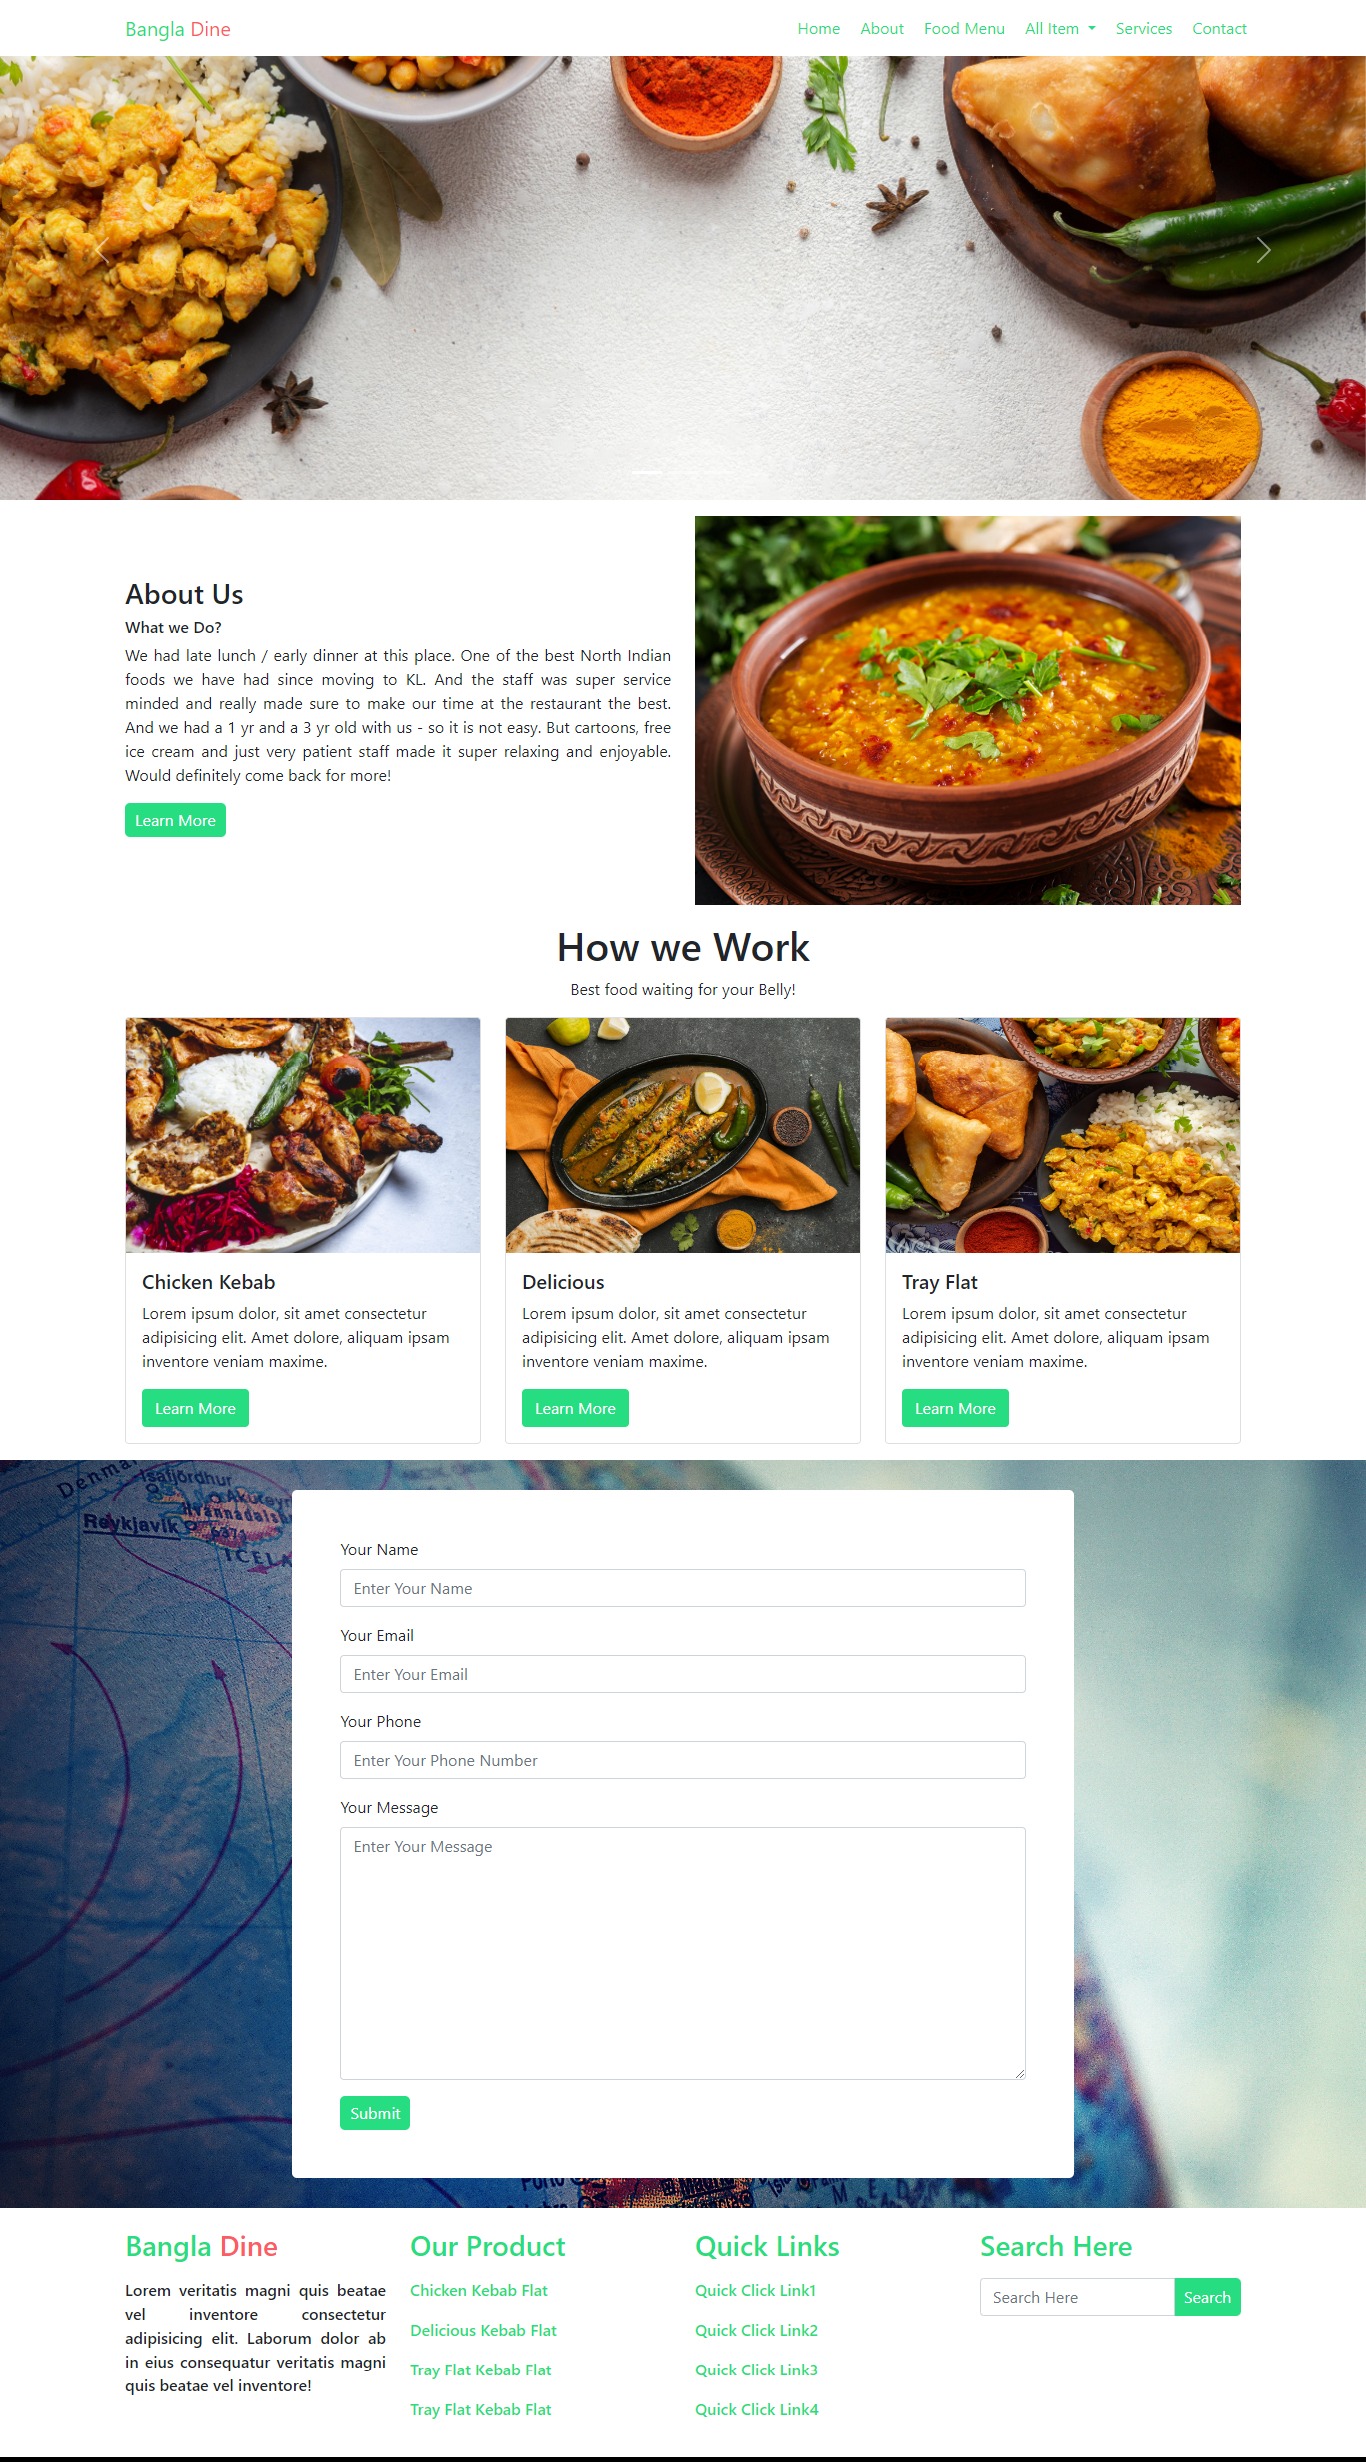 Bangla Dine
Home About Food Menu All Item Services Contact
About Us
What we Do?
We had late lunch / early dinner at this place. One of the best North Indian
foods we have had since moving to KL. And the staff was super service
minded and really made sure to make our time at the restaurant the best.
And we had a 1 yr and a 3 yr old with us - so it is not easy. But cartoons, free
ice cream and just very patient staff made it super relaxing and enjoyable.
Would definitely come back for more!
Learn More
How we Work
Best food waiting for your Belly!
Chicken Kebab
Lorem ipsum dolor, sit amet consectetur
adipisicing elit. Amet dolore, aliquam ipsam
inventore veniam maxime.
Learn More
Delicious
Lorem ipsum dolor, sit amet consectetur
adipisicing elit. Amet dolore, aliquam ipsam
inventore veniam maxime.
Learn More
Tray Flat
Lorem ipsum dolor, sit amet consectetur
adipisicing elit. Amet dolore, aliquam ipsam
inventore veniam maxime.
Learn More
Reykjavik
Your Name
Enter Your Name
Your Email
Enter Your Email
Your Phone
Enter Your Phone Number
Your Message
Enter Your Message
Submit
Bangla Dine
Lorem veritatis magni quis beatae
vel inventore consectetur
adipisicing elit. Laborum dolor ab
in eius consequatur veritatis magni
quis beatae vel inventore!
Our Product
Chicken Kebab Flat
Delicious Kebab Flat
Tray Flat Kebab Flat
Tray Flat Kebab Flat
Quick Links
Quick Click Link1
Quick Click Link2
Quick Click Link3
Quick Click Link4
Search Here
Search Here
Search